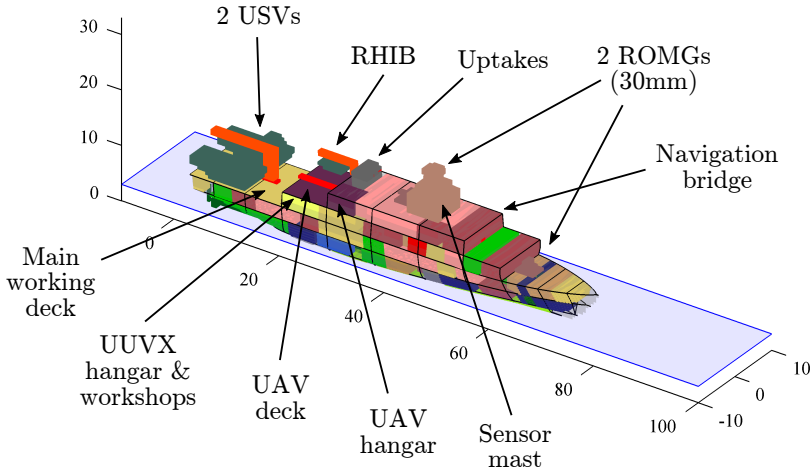 2 USVs
RHIB
Uptakes
2 ROMGs
(30mm)
Navigation
bridge
Main
working
deck
UUVX
hangar &
workshops
UAV
deck
UAV
hangar
Sensor
mast
30
20
10
0
0
20
40
60
80
100
-10
0
10